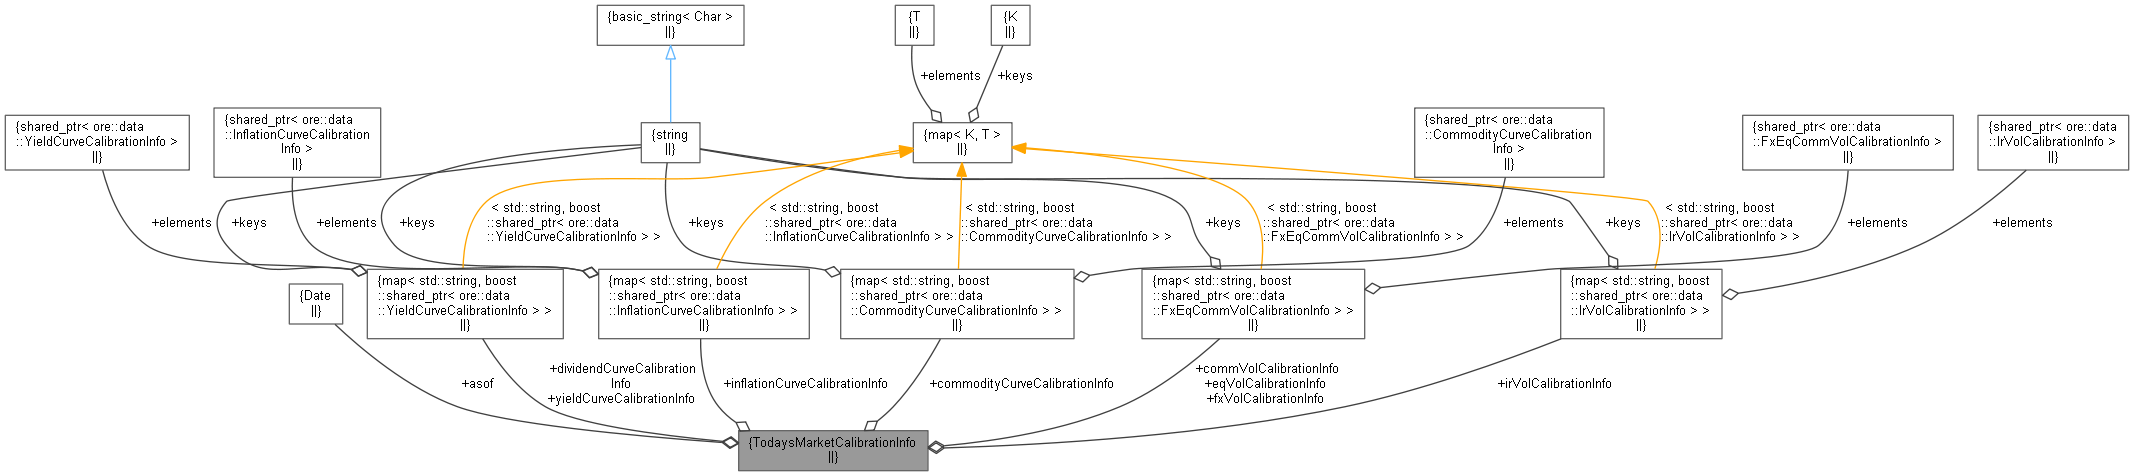 {basic_string< Char >
||}
{T
||}
{K
||}
+elements
+keys
{shared_ptr< ore::data
::YieldCurveCalibrationInfo >
||}
{shared_ptr< ore::data
::InflationCurveCalibration
Info >
||}
{string
||}
{map< K, T >
||}
{shared_ptr< ore::data
::CommodityCurveCalibration
Info >
||}
{shared_ptr< ore::data
::FxEqCommVolCalibrationInfo >
||}
{shared_ptr< ore::data
::IrVolCalibrationInfo >
||}
+elements
+keys
+elements
+keys
< std::string, boost
::shared_ptr< ore::data
::YieldCurveCalibrationInfo > >
+keys
< std::string, boost
::shared_ptr< ore::data
::InflationCurveCalibrationInfo > >
< std::string, boost
::shared_ptr< ore::data
::CommodityCurveCalibrationInfo > >
+keys
< std::string, boost
::shared_ptr< ore::data
::FxEqCommVolCalibrationInfo > >
+elements
+keys
< std::string, boost
::shared_ptr< ore::data
::IrVolCalibrationInfo > >
+elements
+elements
{Date
||}
{map< std::string, boost
::shared_ptr< ore::data
::YieldCurveCalibrationInfo > >
||}
{map< std::string, boost
::shared_ptr< ore::data
::InflationCurveCalibrationInfo > >
||}
{map< std::string, boost
::shared_ptr< ore::data
::CommodityCurveCalibrationInfo > >
||}
{map< std::string, boost
::shared_ptr< ore::data
::FxEqCommVolCalibrationInfo > >
||}
{map< std::string, boost
::shared_ptr< ore::data
::IrVolCalibrationInfo > >
||}
+asof
+dividendCurveCalibration
Info
+yieldCurveCalibrationInfo
+inflationCurveCalibrationInfo
+commodityCurveCalibrationInfo
+commVolCalibrationInfo
+eqVolCalibrationInfo
+fxVolCalibrationInfo
+irVolCalibrationInfo
{TodaysMarketCalibrationInfo
||}